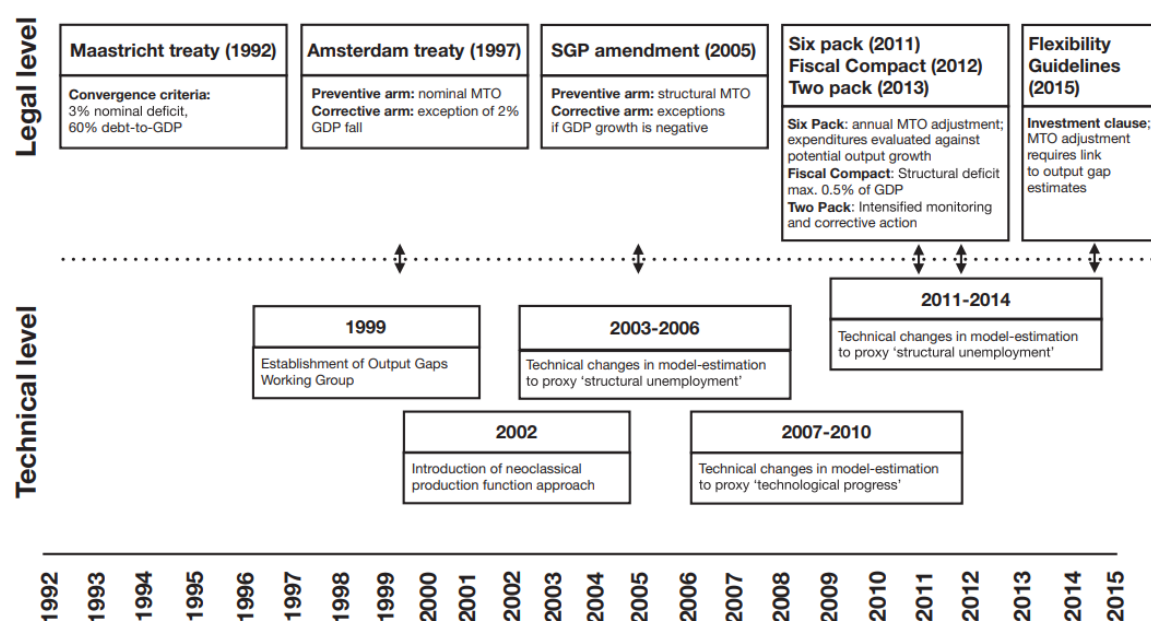 Legal level
Maastricht treaty (1992)
Convergence criteria:
3% nominal deficit,
60% debt-to-GDP
Amsterdam treaty (1997)
Preventive arm: nominal MTO
Corrective arm: exception of 2%
GDP fall
SGP amendment (2005)
Preventive arm: structural MTO
Corrective arm: exceptions
if GDP growth is negative
Six pack (2011)
Fiscal Compact (2012)
Two pack (2013)
Six Pack: annual MTO adjustment;
expenditures evaluated against
potential output growth
Fiscal Compact: Structural deficit
max. 0.5% of GDP
Two Pack: Intensified monitoring
and corrective action
Flexibility
Guidelines
(2015)
Investment clause;
MTO adjustment
requires link
to output gap
estimates
Technical level
1999
Establishment of Output Gaps
Working Group
2002
Introduction of neoclassical
production function approach
2003-2006
Technical changes in model-estimation
to proxy ‘structural unemployment’
2007-2010
Technical changes in model-estimation
to proxy ‘technological progress’
2011-2014
Technical changes in model-estimation
to proxy ‘structural unemployment’
1992
1993
1994
1995
1996
1997
1998
1999
2000
2001
2002
2003
2004
2005
2006
2007
2008
2009
2010
2011
2012
2013
2014
2015